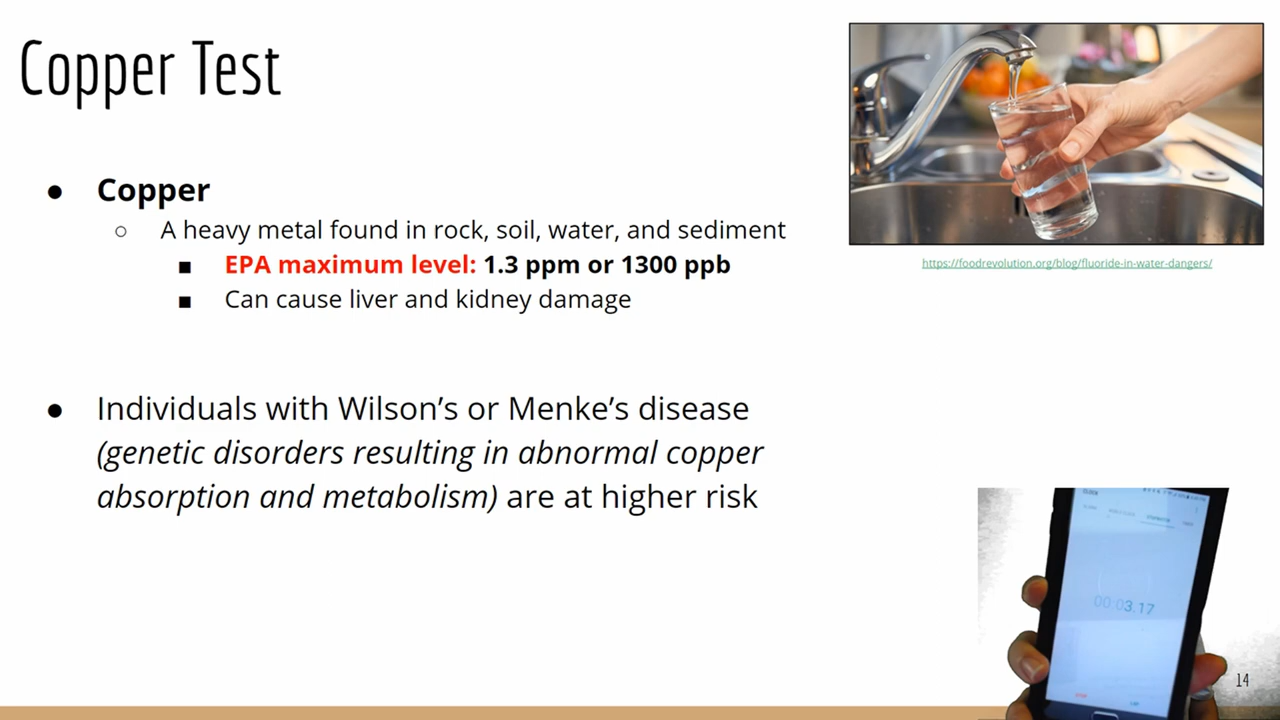 Copper Test
● Copper
○ A heavy metal found in rock, soil, water, and sediment
■ EPA maximum level: 1.3 ppm or 1300 ppb
■ Can cause liver and kidney damage
● Individuals with Wilson's or Menke's disease
(genetic disorders resulting in abnormal copper
absorption and metabolism) are at higher risk
https://foodrevolution.org/blog/fluoride-in-water-dangers/
00:03.17
14